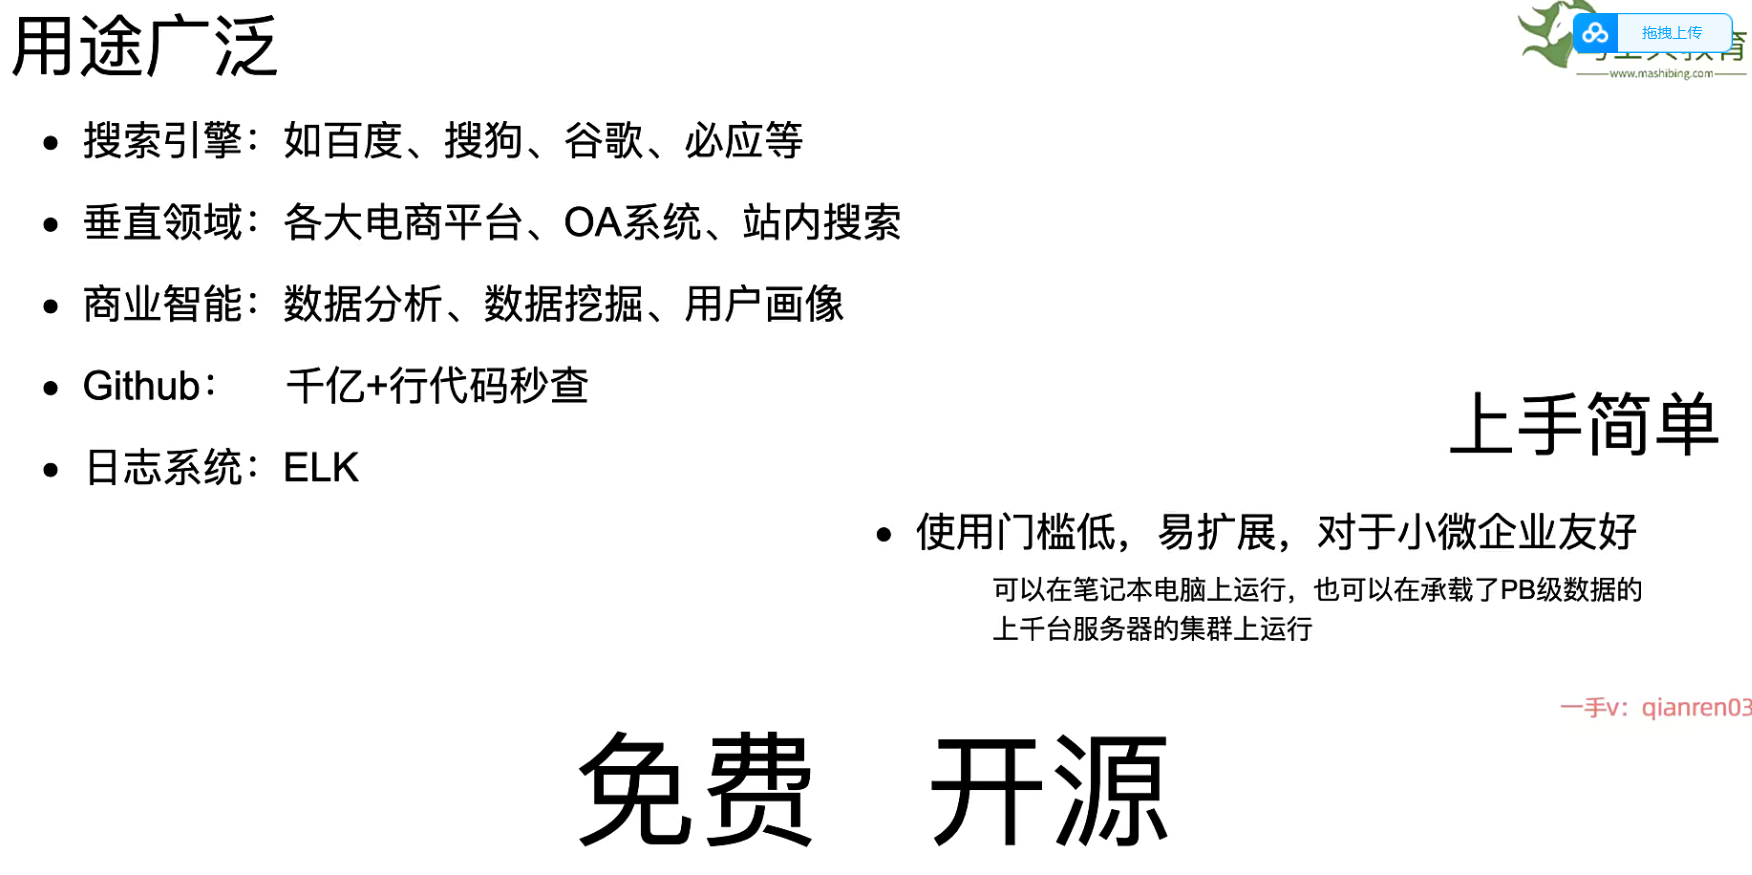 用途广泛
拖拽上传
www.mashibing.com
搜索引擎：如百度、搜狗、谷歌、必应等
垂直领域：各大电商平台、OA系统、站内搜索
商业智能：数据分析、数据挖掘、用户画像
Github： 千亿+行代码秒查
日志系统：ELK
上手简单
使用门槛低，易扩展，对于小微企业友好
可以在笔记本电脑上运行，也可以在承载了PB级数据的
上千台服务器的集群上运行
一手v：qianren03
免费 开源